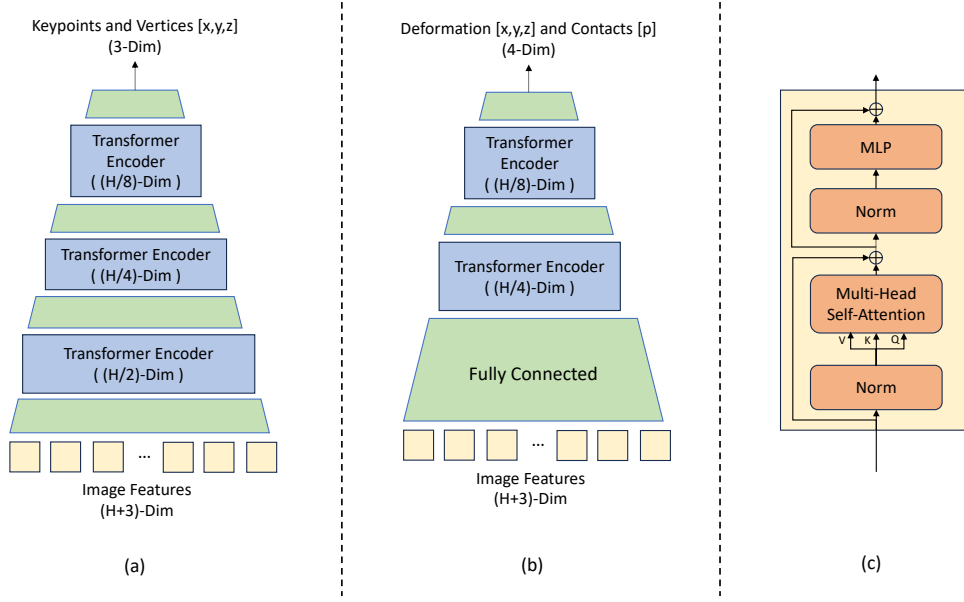 Keypoints and Vertices [x,y,z]
(3-Dim)
Transformer
Encoder
( (H/8)-Dim )
Transformer Encoder
( (H/4)-Dim )
Transformer Encoder
( (H/2)-Dim )
...
Image Features
(H+3)-Dim
(a)
Deformation [x,y,z] and Contacts [p]
(4-Dim)
Transformer
Encoder
( (H/8)-Dim )
Transformer Encoder
( (H/4)-Dim )
Fully Connected
...
Image Features
(H+3)-Dim
(b)
MLP
Norm
Multi-Head
Self-Attention
V K Q
Norm
(c)